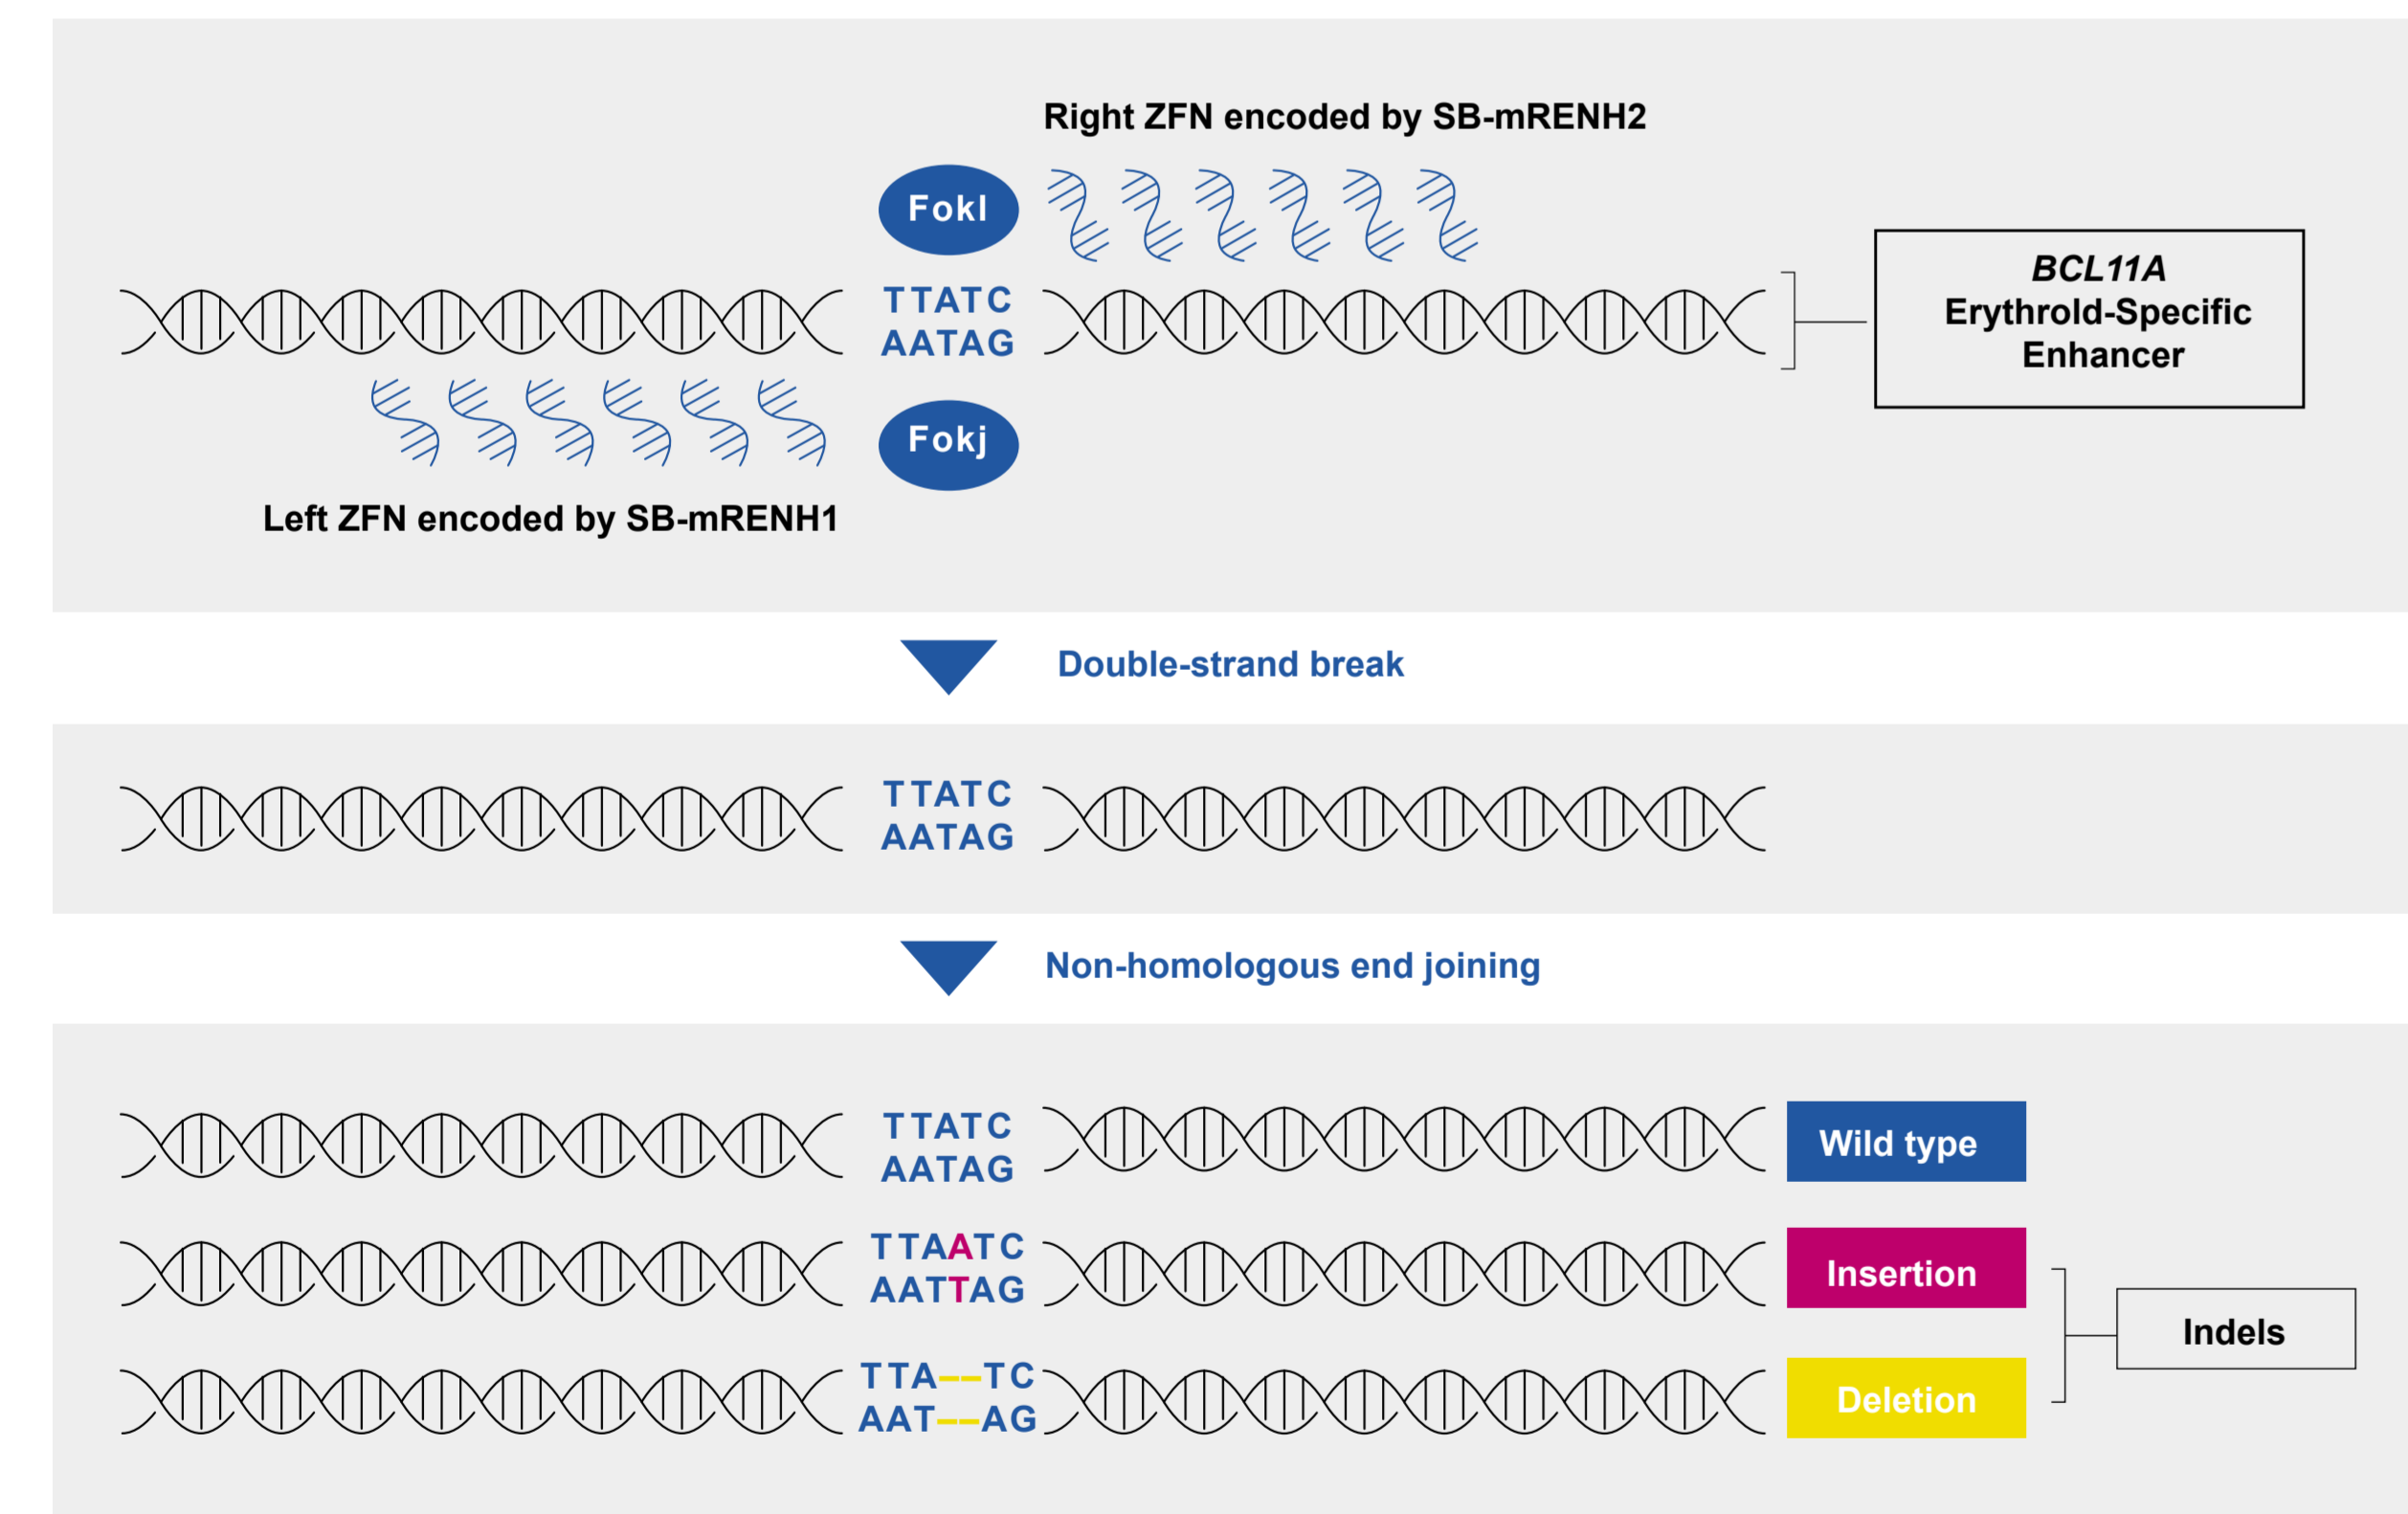 Right ZFN encoded by SB-mRENH2
FokI
TTATC
AATAG
BCL11A
Erythrold-Specific
Enhancer
Fokj
Left ZFN encoded by SB-mRENH1
Double-strand break
TTATC
AATAG
Non-homologous end joining
TTATC
AATAG
Wild type
TTAATC
AATTAG
Insertion
Indels
TTA--TC
AAT--AG
Deletion